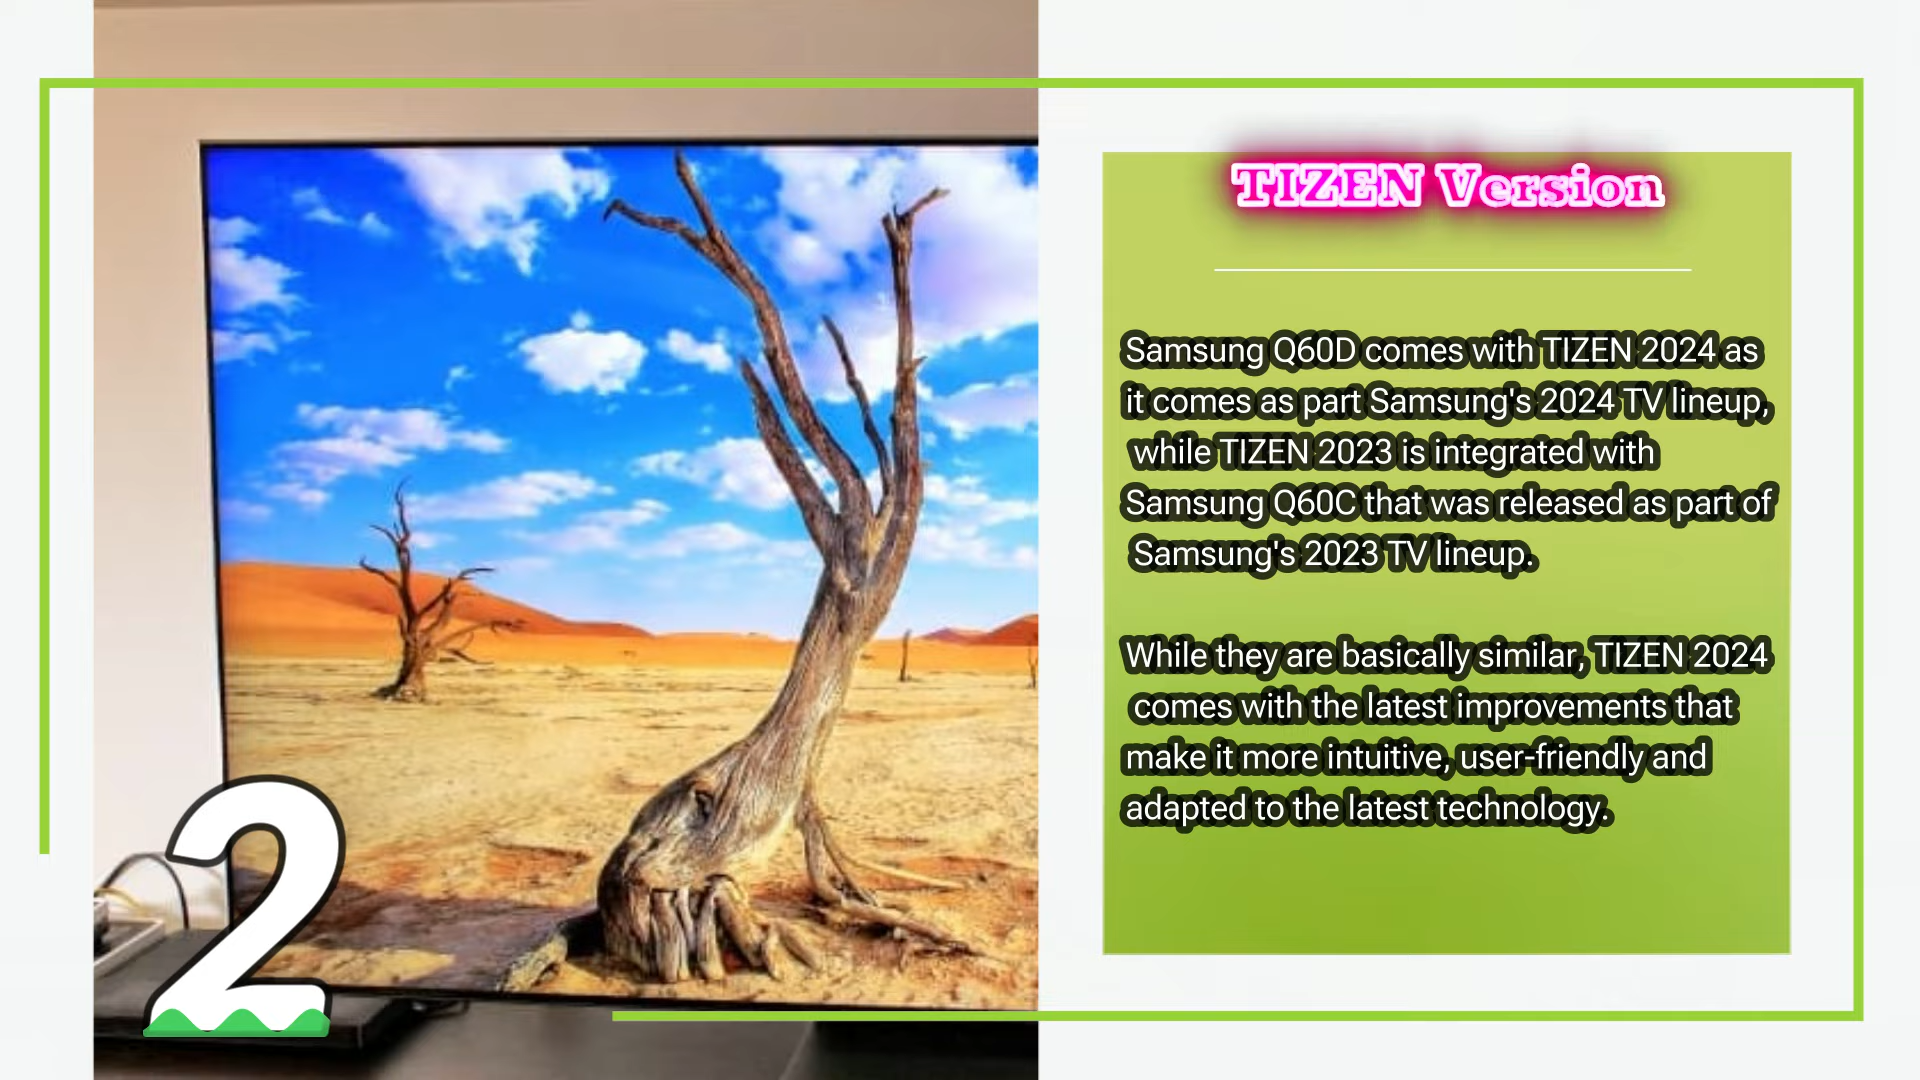 TIZEN Version
Samsung Q60D comes with TIZEN 2024 as
it comes as part Samsung's 2024 TV lineup,
while TIZEN 2023 is integrated with
Samsung Q60C that was released as part of
Samsung's 2023 TV lineup.
While they are basically similar, TIZEN 2024
comes with the latest improvements that
make it more intuitive, user-friendly and
adapted to the latest technology.
2